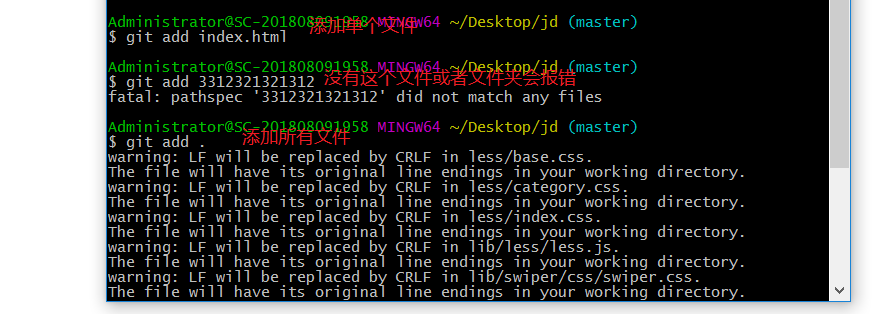 Administrator@SC-201808091958 MINGW64 ~/Desktop/jd (master)
添加单个文件
$ git add index.html
Administrator@SC-201808091958 MINGW64 ~/Desktop/jd (master)
$ git add 3312321321312 没有这个文件或者文件夹会报错
fatal: pathspec '3312321321312' did not match any files
Administrator@SC-201808091958 MINGW64 ~/Desktop/jd (master)
$ git add . 添加所有文件
warning: LF will be replaced by CRLF in less/base.css.
The file will have its original line endings in your working directory.
warning: LF will be replaced by CRLF in less/category.css.
The file will have its original line endings in your working directory.
warning: LF will be replaced by CRLF in less/index.css.
The file will have its original line endings in your working directory.
warning: LF will be replaced by CRLF in lib/less/less.js.
The file will have its original line endings in your working directory.
warning: LF will be replaced by CRLF in lib/swiper/css/swiper.css.
The file will have its original line endings in your working directory.